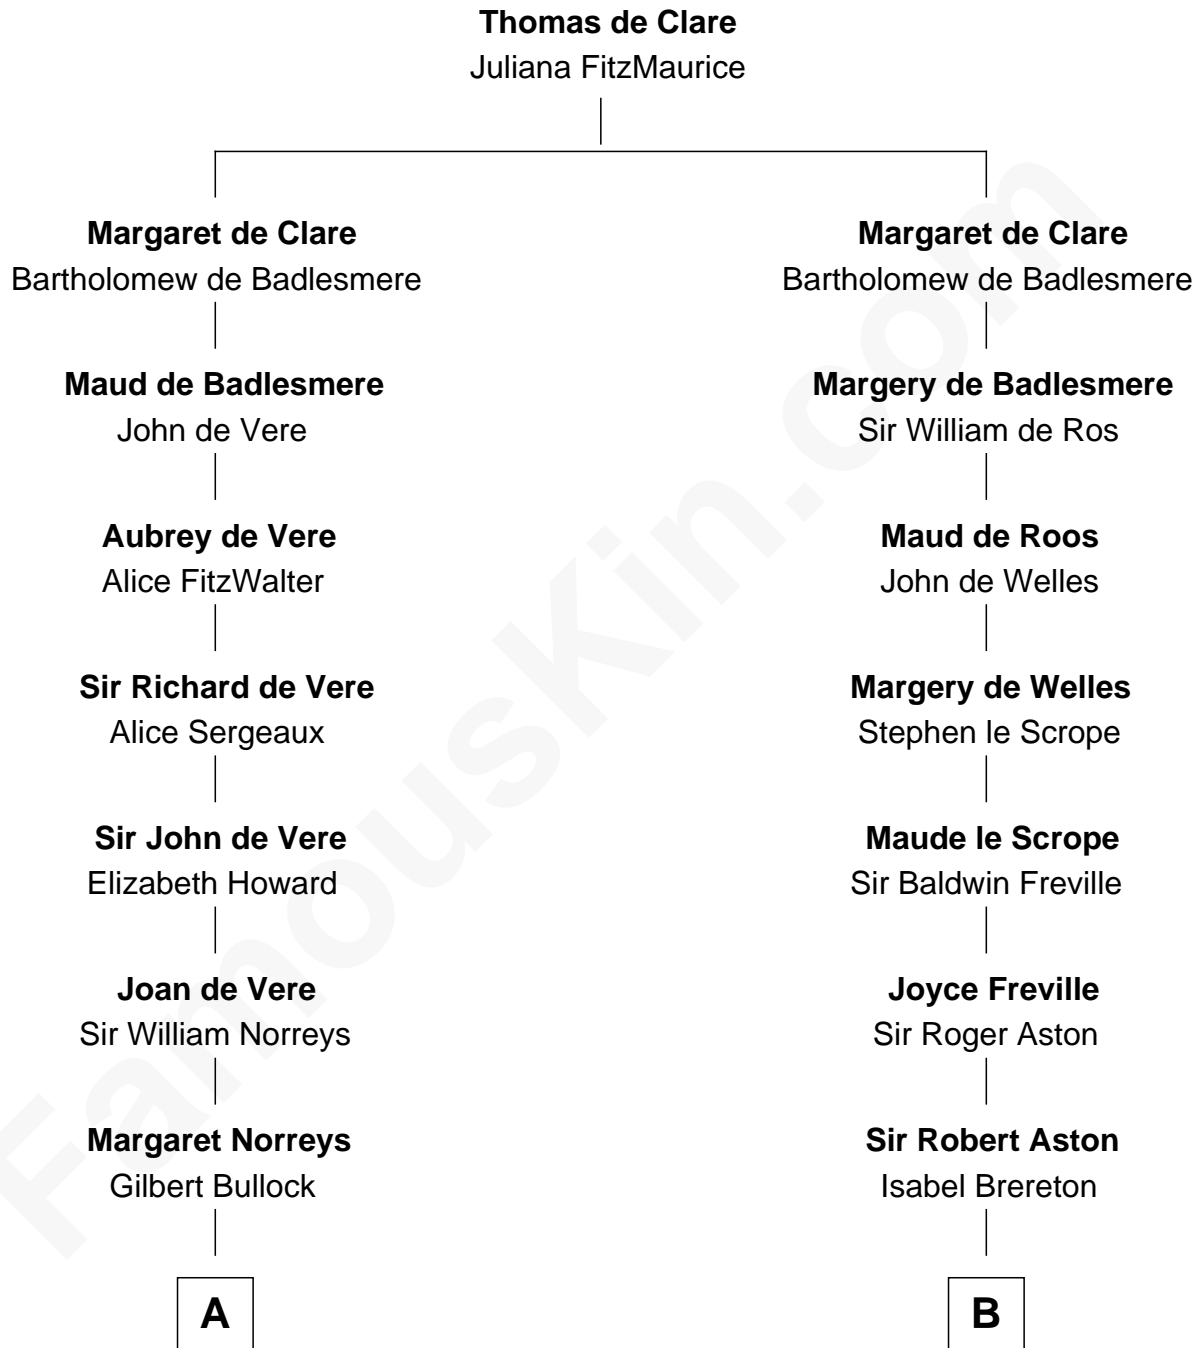 Thomas de Clare
Juliana FitzMaurice
Margaret de Clare
Bartholomew de Badlesmere
Margaret de Clare
Bartholomew de Badlesmere
Maud de Badlesmere
John de Vere
Margery de Badlesmere
Sir William de Ros
Aubrey de Vere
Alice FitzWalter
Maud de Roos
John de Welles
Sir Richard de Vere
Alice Sergeaux
Margery de Welles
Stephen le Scrope
Sir John de Vere
Elizabeth Howard
Maude le Scrope
Sir Baldwin Freville
Joan de Vere
Sir William Norreys
Joyce Freville
Sir Roger Aston
Margaret Norreys
Gilbert Bullock
Sir Robert Aston
Isabel Brereton
A
B
FamousKin.com